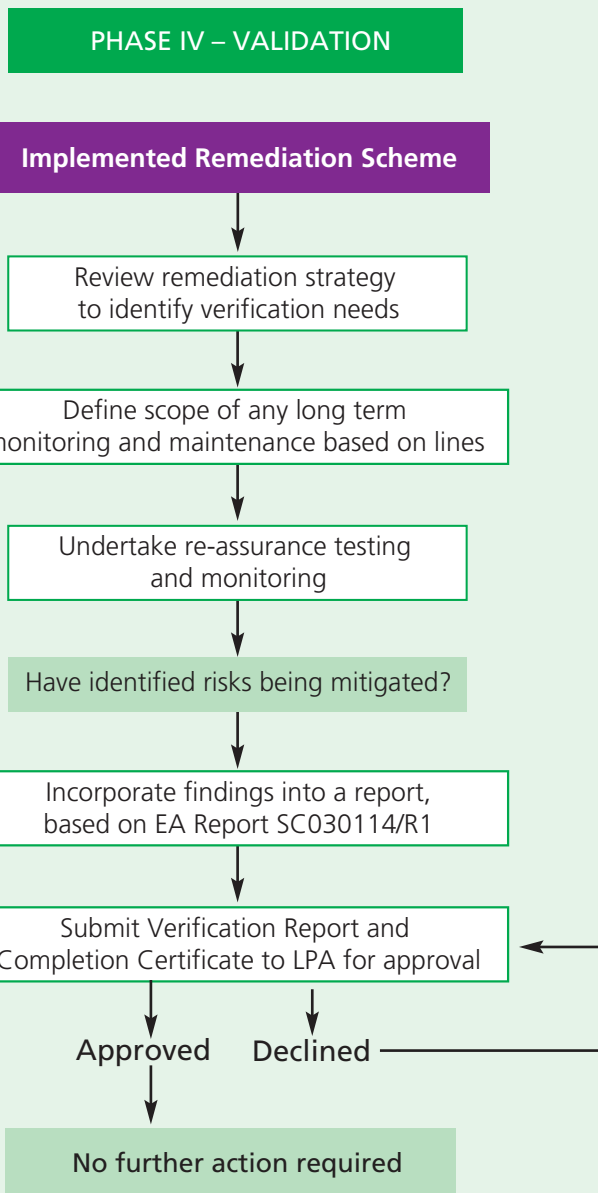 PHASE IV – VALIDATION
Implemented Remediation Scheme
Review remediation strategy
to identify verification needs
Define scope of any long term
monitoring and maintenance based on lines
Undertake re-assurance testing
and monitoring
Have identified risks being mitigated?
Incorporate findings into a report,
based on EA Report SC030114/R1
Submit Verification Report and
Completion Certificate to LPA for approval
Approved Declined
No further action required